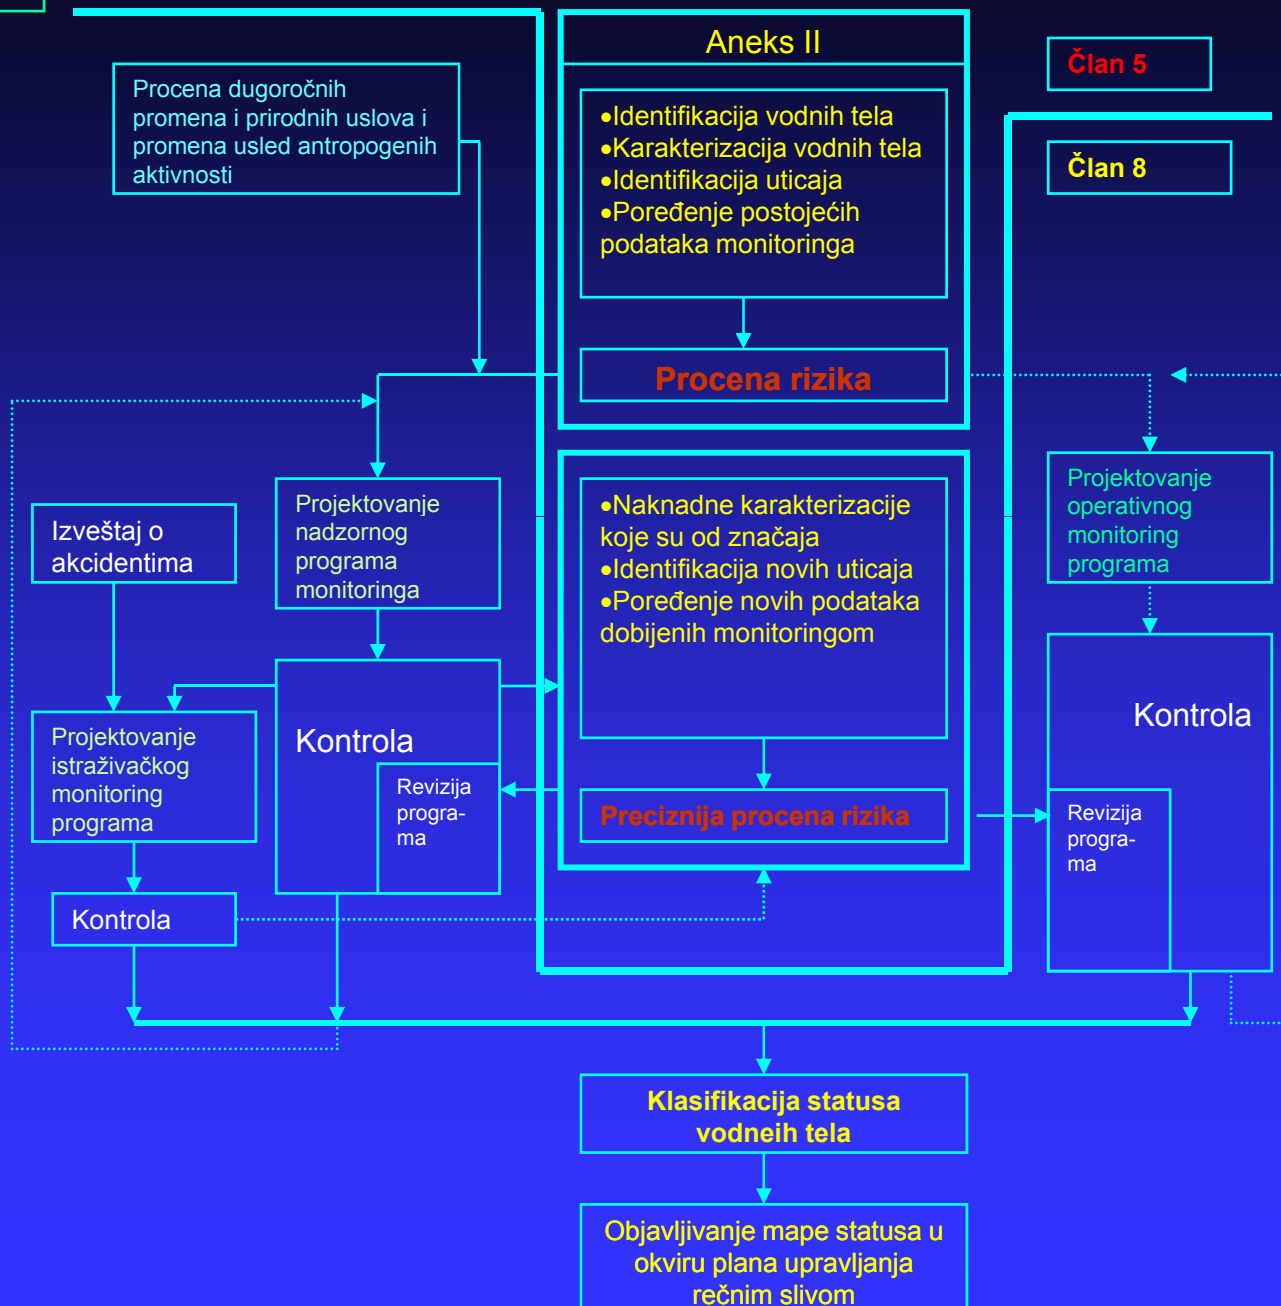 Aneks II
Član 5
Procena dugoročnih
promena i prirodnih uslova i
promena usled antropogenih
aktivnosti
•Identifikacija vodnih tela
•Karakterizacija vodnih tela
•Identifikacija uticaja
•Poređenje postojećih
podataka monitoringa
Član 8
Procena rizika
Izveštaj o
akcidentima
Projektovanje
nadzornog
programa
monitoringa
•Naknadne karakterizacije
koje su od značaja
•Identifikacija novih uticaja
•Poređenje novih podataka
dobijenih monitoringom
Projektovanje
operativnog
monitoring
programa
Projektovanje
istraživačkog
monitoring
programa
Kontrola
Revizija
progra-
ma
Preciznija procena rizika
Kontrola
Revizija
progra-
ma
Kontrola
Klasifikacija statusa
vodneih tela
Objavljivanje mape statusa u
okviru plana upravljanja
rečnim slivom